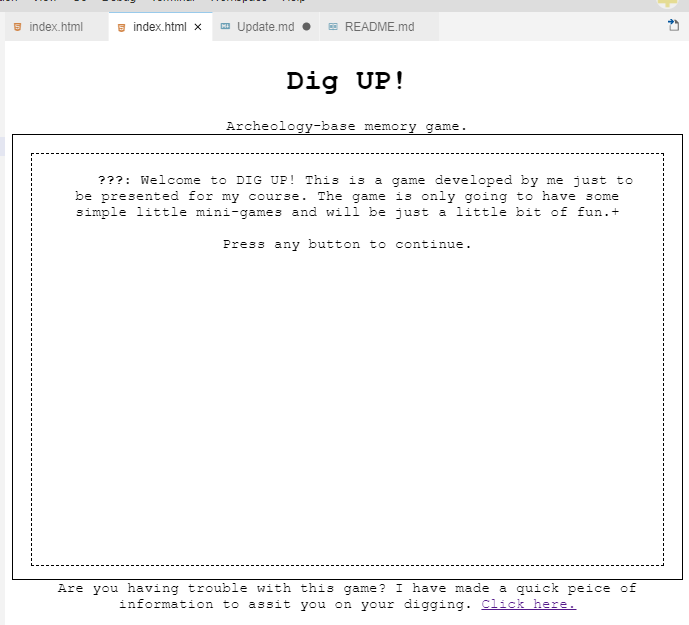 index.html index.html × Update.md README.md
Dig UP!
Archeology-base memory game.
???: Welcome to DIG UP! This is a game developed by me just to
be presented for my course. The game is only going to have some
simple little mini-games and will be just a little bit of fun.+
Press any button to continue.
Are you having trouble with this game? I have made a quick peice of
information to assit you on your digging. Click here.